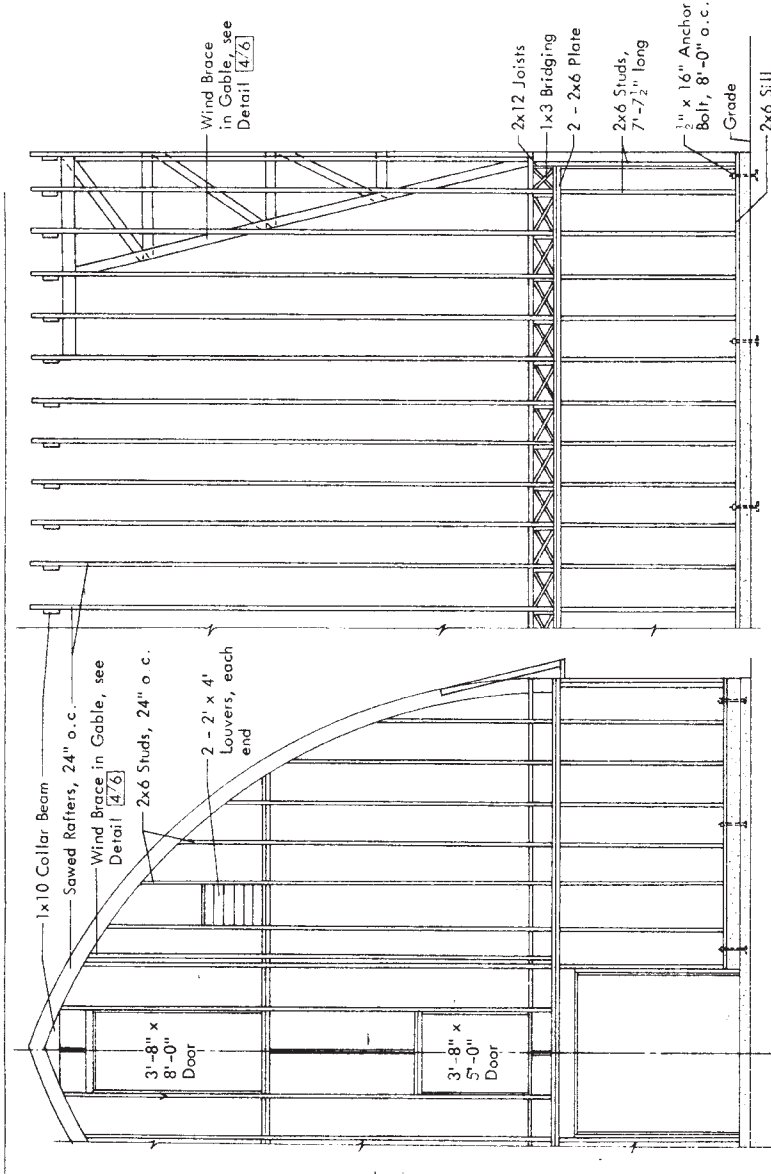 1x10 Collar Beam
Sawed Rafters, 24" o.c.
Wind Brace in Gable, see
Detail 4/6
2x6 Studs, 24" o.c.
2 - 2' x 4'
Louvers, each
end
3'-8" x
8'-0"
Door
3'-8" x
5'-0"
Door
Wind Brace
in Gable, see
Detail 4/6
2x12 Joists
1x3 Bridging
2 - 2x6 Plate
2x6 Studs,
7'-7½" long
½" x 16" Anchor
Bolt, 8'-0" o.c.
Grade
2x6 Sill